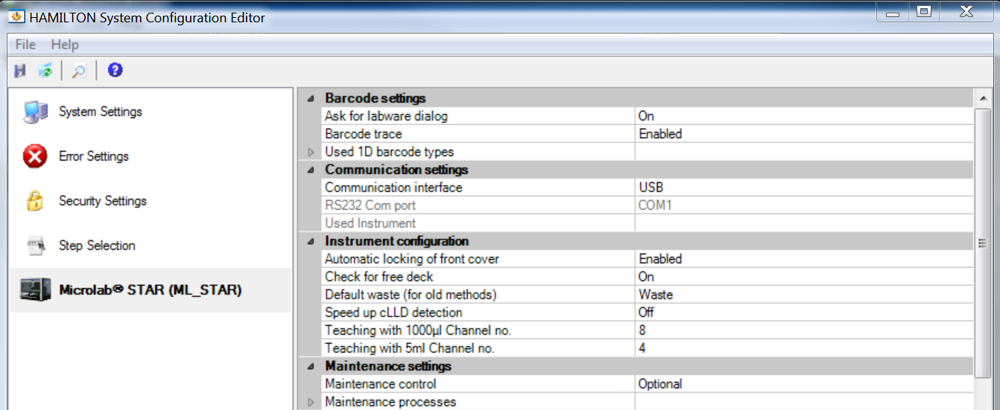 HAMILTON System Configuration Editor
File Help
System Settings
Error Settings
Security Settings
Step Selection
Microlab® STAR (ML_STAR)
Barcode settings
Ask for labware dialog On
Barcode trace Enabled
Used 1D barcode types
Communication settings
Communication interface USB
RS232 Com port COM1
Used Instrument
Instrument configuration
Automatic locking of front cover Enabled
Check for free deck On
Default waste (for old methods) Waste
Speed up cLLD detection Off
Teaching with 1000µl Channel no. 8
Teaching with 5ml Channel no. 4
Maintenance settings
Maintenance control Optional
Maintenance processes